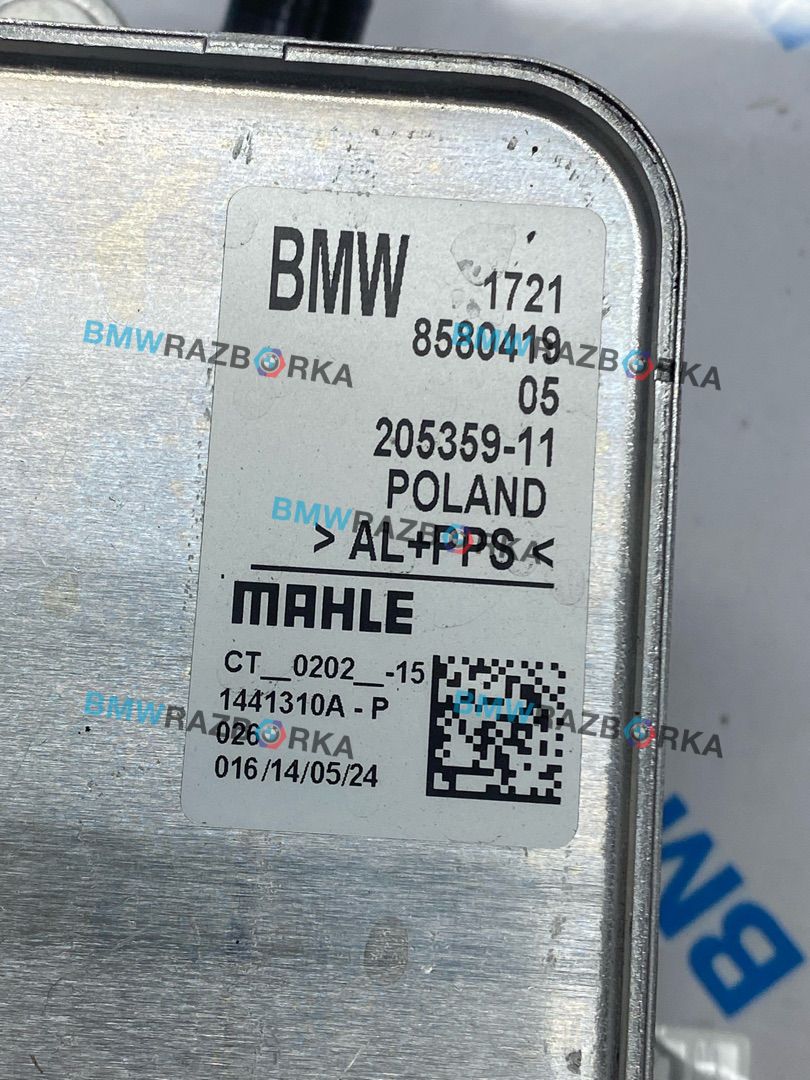 BMW 1721
8580419
05
205359-11
POLAND
> AL+PPS <
MAHLE
CT__0202__-15
1441310A - P
026
016/14/05/24
BMWRAZBORKA
BMWRAZBORKA
BMWRAZBORKA
BMWRAZBORKA
BMWRAZBORKA
BMW